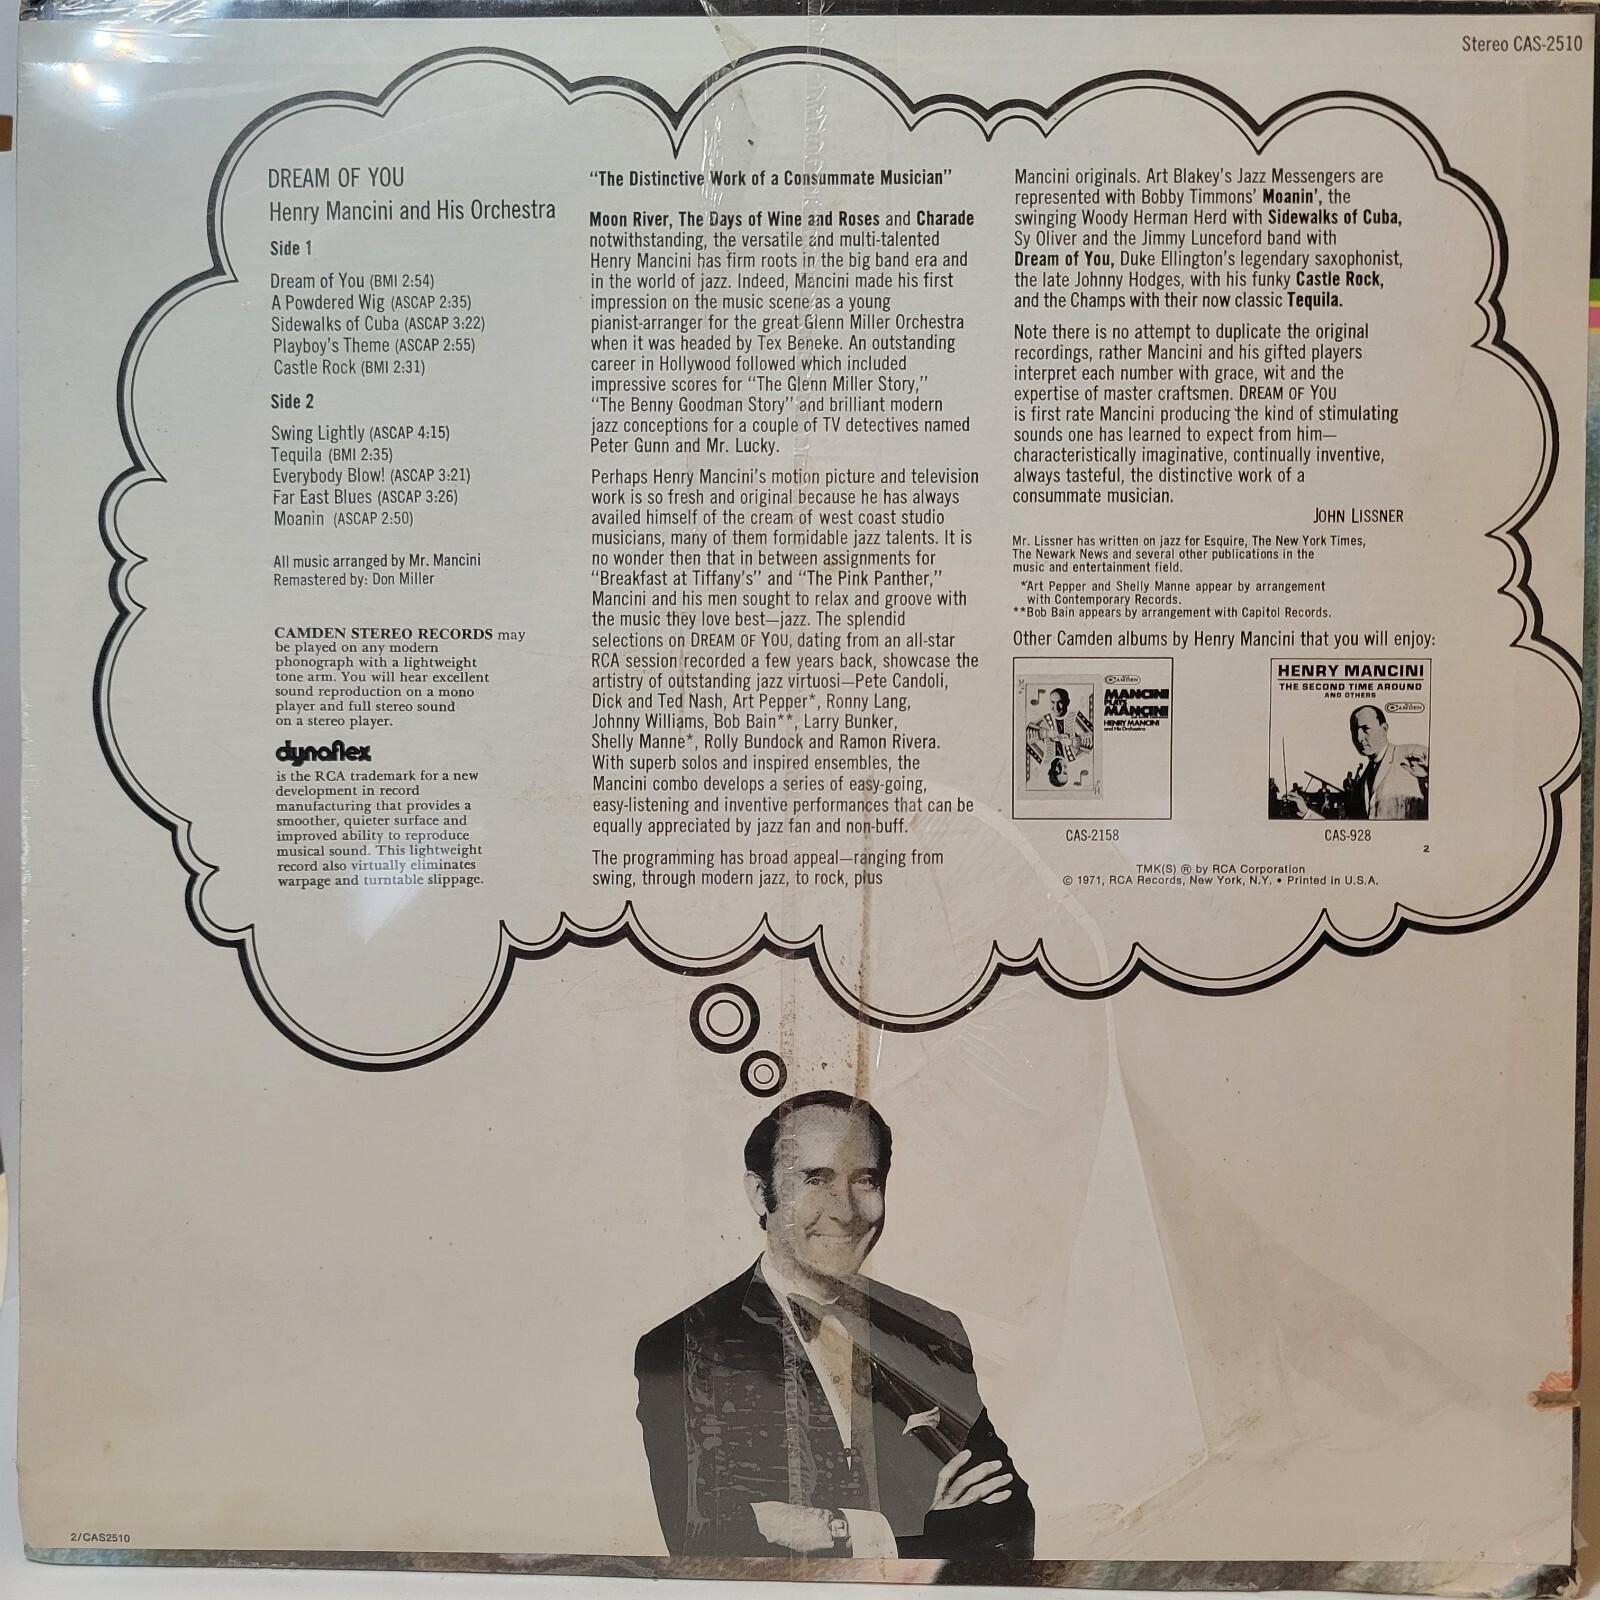 Stereo CAS-2510
DREAM OF YOU
Henry Mancini and His Orchestra
Side 1
Dream of You (BMI 2:54)
A Powdered Wig (ASCAP 2:35)
Sidewalks of Cuba (ASCAP 3:22)
Playboy's Theme (ASCAP 2:55)
Castle Rock (BMI 2:31)
Side 2
Swing Lightly (ASCAP 4:15)
Tequila (BMI 2:35)
Everybody Blow! (ASCAP 3:21)
Far East Blues (ASCAP 3:26)
Moanin (ASCAP 2:50)
All music arranged by Mr. Mancini
Remastered by: Don Miller
CAMDEN STEREO RECORDS may
be played on any modern
phonograph with a lightweight
tone arm. You will hear excellent
sound reproduction on a mono
player and full stereo sound
on a stereo player.
dynaflex
is the RCA trademark for a new
development in record
manufacturing that provides a
smoother, quieter surface and
improved ability to reproduce
musical sound. This lightweight
record also virtually eliminates
warpage and turntable slippage.
"The Distinctive Work of a Consummate Musician"
Moon River, The Days of Wine and Roses and Charade
notwithstanding, the versatile and multi-talented
Henry Mancini has firm roots in the big band era and
in the world of jazz. Indeed, Mancini made his first
impression on the music scene as a young
pianist-arranger for the great Glenn Miller Orchestra
when it was headed by Tex Beneke. An outstanding
career in Hollywood followed which included
impressive scores for "The Glenn Miller Story,"
"The Benny Goodman Story" and brilliant modern
jazz conceptions for a couple of TV detectives named
Peter Gunn and Mr. Lucky.
Perhaps Henry Mancini's motion picture and television
work is so fresh and original because he has always
availed himself of the cream of west coast studio
musicians, many of them formidable jazz talents. It is
no wonder then that in between assignments for
"Breakfast at Tiffany's" and "The Pink Panther,"
Mancini and his men sought to relax and groove with
the music they love best—jazz. The splendid
selections on DREAM OF YOU, dating from an all-star
RCA session recorded a few years back, showcase the
artistry of outstanding jazz virtuosi—Pete Candoli,
Dick and Ted Nash, Art Pepper*, Ronny Lang,
Johnny Williams, Bob Bain**, Larry Bunker,
Shelly Manne*, Rolly Bundock and Ramon Rivera.
With superb solos and inspired ensembles, the
Mancini combo develops a series of easy-going,
easy-listening and inventive performances that can be
equally appreciated by jazz fan and non-buff.
The programming has broad appeal—ranging from
swing, through modern jazz, to rock, plus
Mancini originals. Art Blakey's Jazz Messengers are
represented with Bobby Timmons' Moanin', the
swinging Woody Herman Herd with Sidewalks of Cuba,
Sy Oliver and the Jimmy Lunceford band with
Dream of You, Duke Ellington's legendary saxophonist,
the late Johnny Hodges, with his funky Castle Rock,
and the Champs with their now classic Tequila.
Note there is no attempt to duplicate the original
recordings, rather Mancini and his gifted players
interpret each number with grace, wit and the
expertise of master craftsmen. DREAM OF YOU
is first rate Mancini producing the kind of stimulating
sounds one has learned to expect from him—
characteristically imaginative, continually inventive,
always tasteful, the distinctive work of a
consummate musician.
JOHN LISSNER
Mr. Lissner has written on jazz for Esquire, The New York Times,
The Newark News and several other publications in the
music and entertainment field.
*Art Pepper and Shelly Manne appear by arrangement
with Contemporary Records.
**Bob Bain appears by arrangement with Capitol Records.
Other Camden albums by Henry Mancini that you will enjoy:
CAMDEN
MANCINI
PLAYS
MANCINI
HENRY MANCINI
and His Orchestra
CAS-2158
HENRY MANCINI
THE SECOND TIME AROUND
AND OTHERS
CAMDEN
CAS-928
2
TMK(S) ® by RCA Corporation
© 1971, RCA Records, New York, N.Y. • Printed in U.S.A.
2/CAS2510